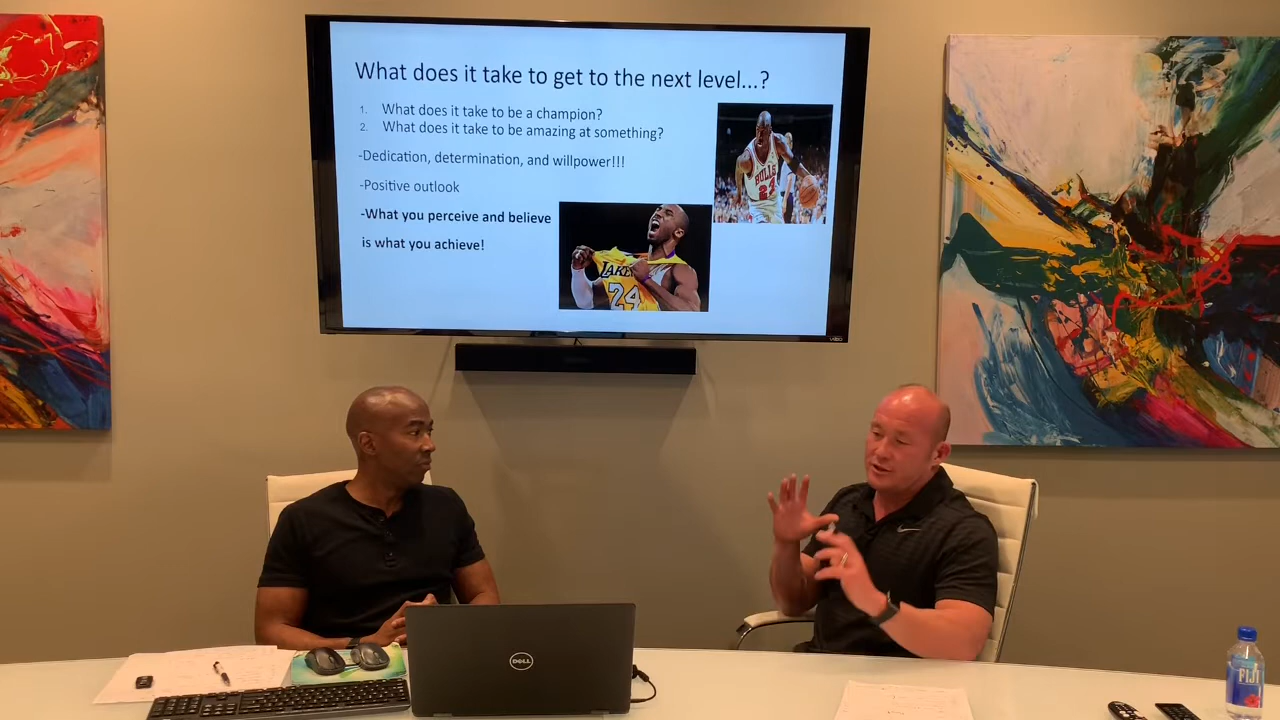 What does it take to get to the next level...?
1. What does it take to be a champion?
2. What does it take to be amazing at something?
-Dedication, determination, and willpower!!!
-Positive outlook
-What you perceive and believe
is what you achieve!
BULLS
23
LAKE
24
VIZIO
DELL
FIJI